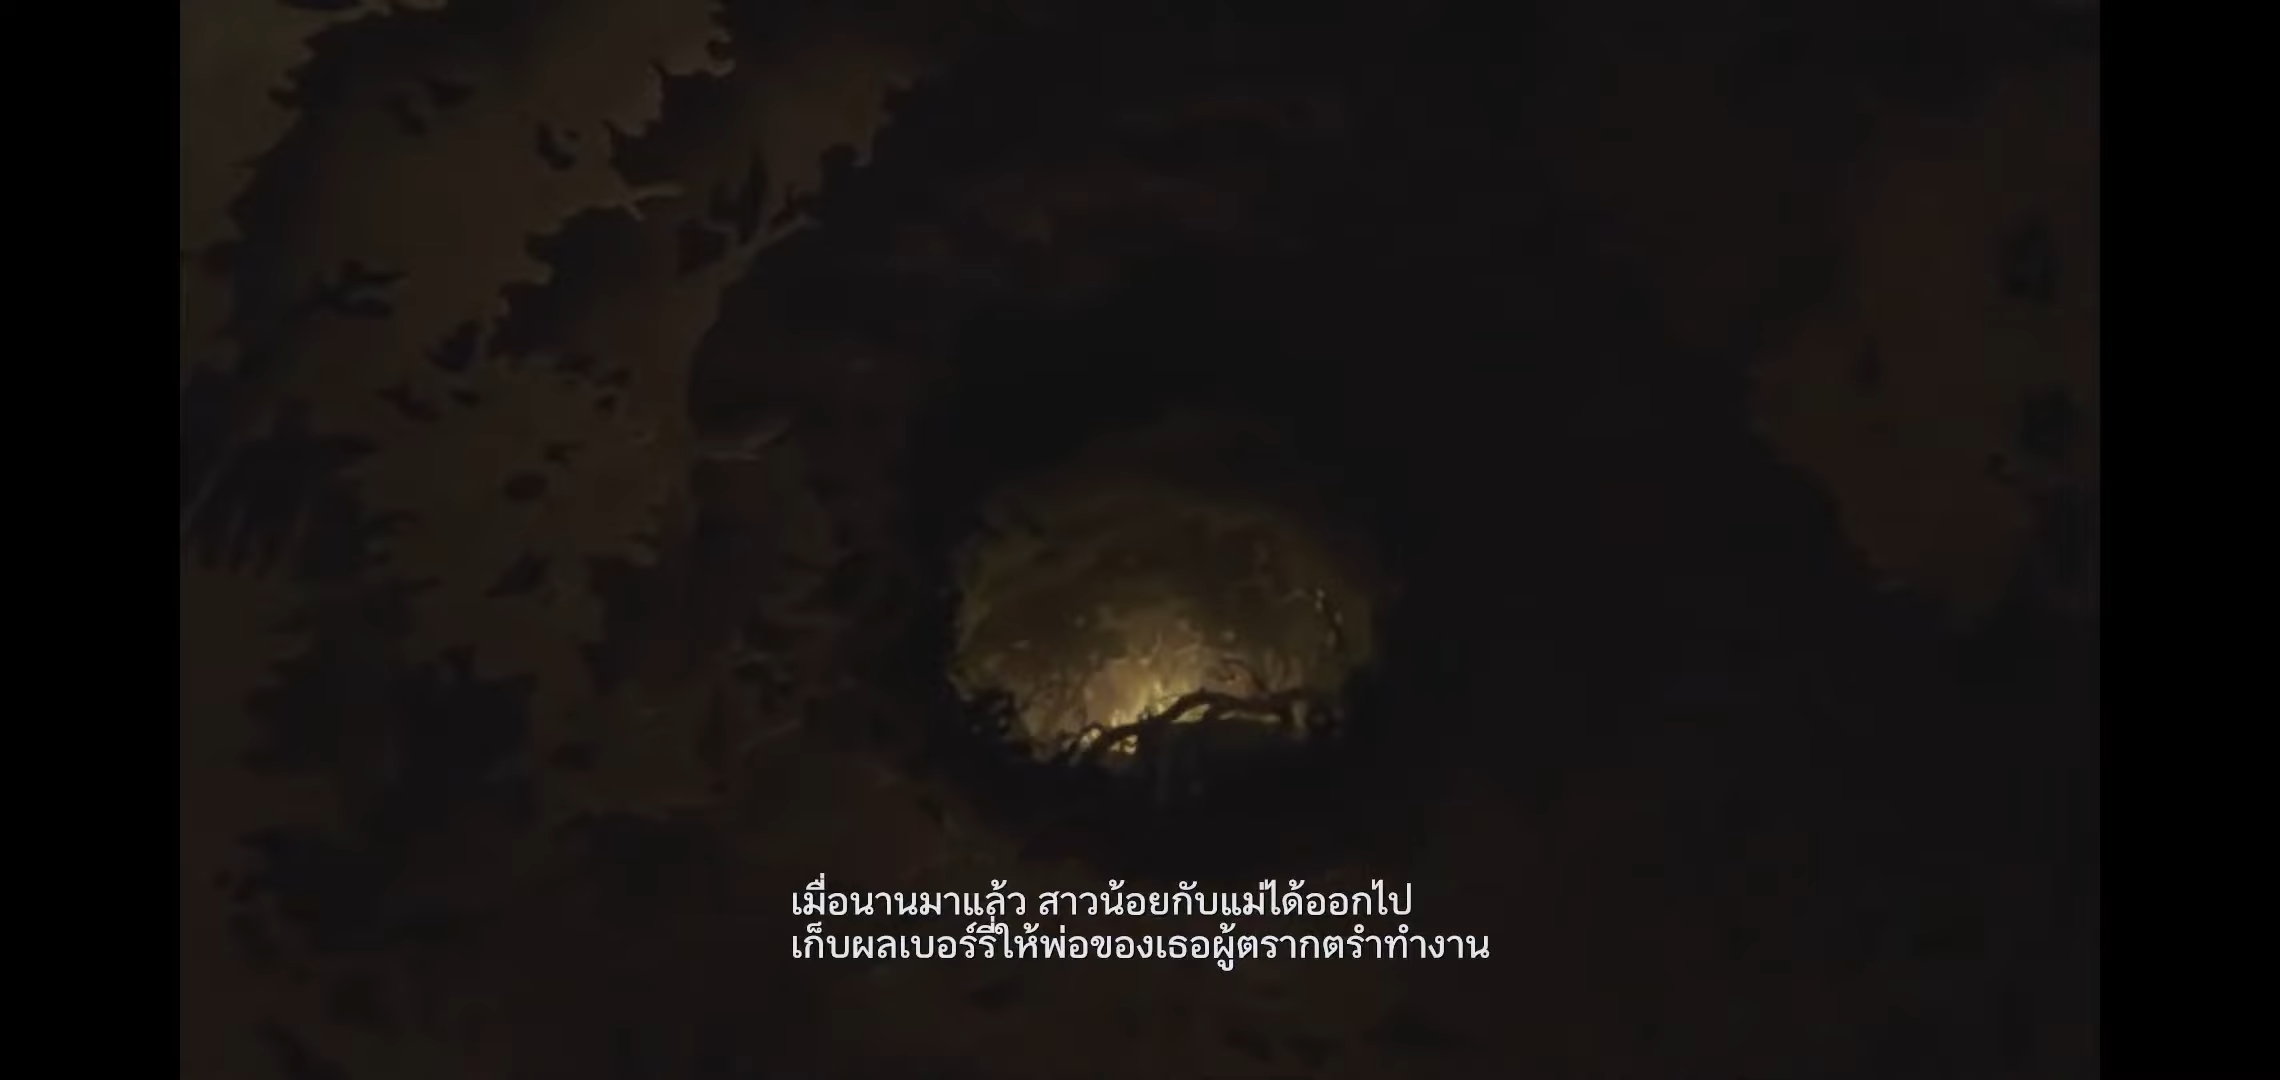 เมื่อนานมาแล้ว สาวน้อยกับแม่ได้ออกไป
เก็บผลเบอร์รี่ให้พ่อของเธอผู้ตรากตรำทำงาน